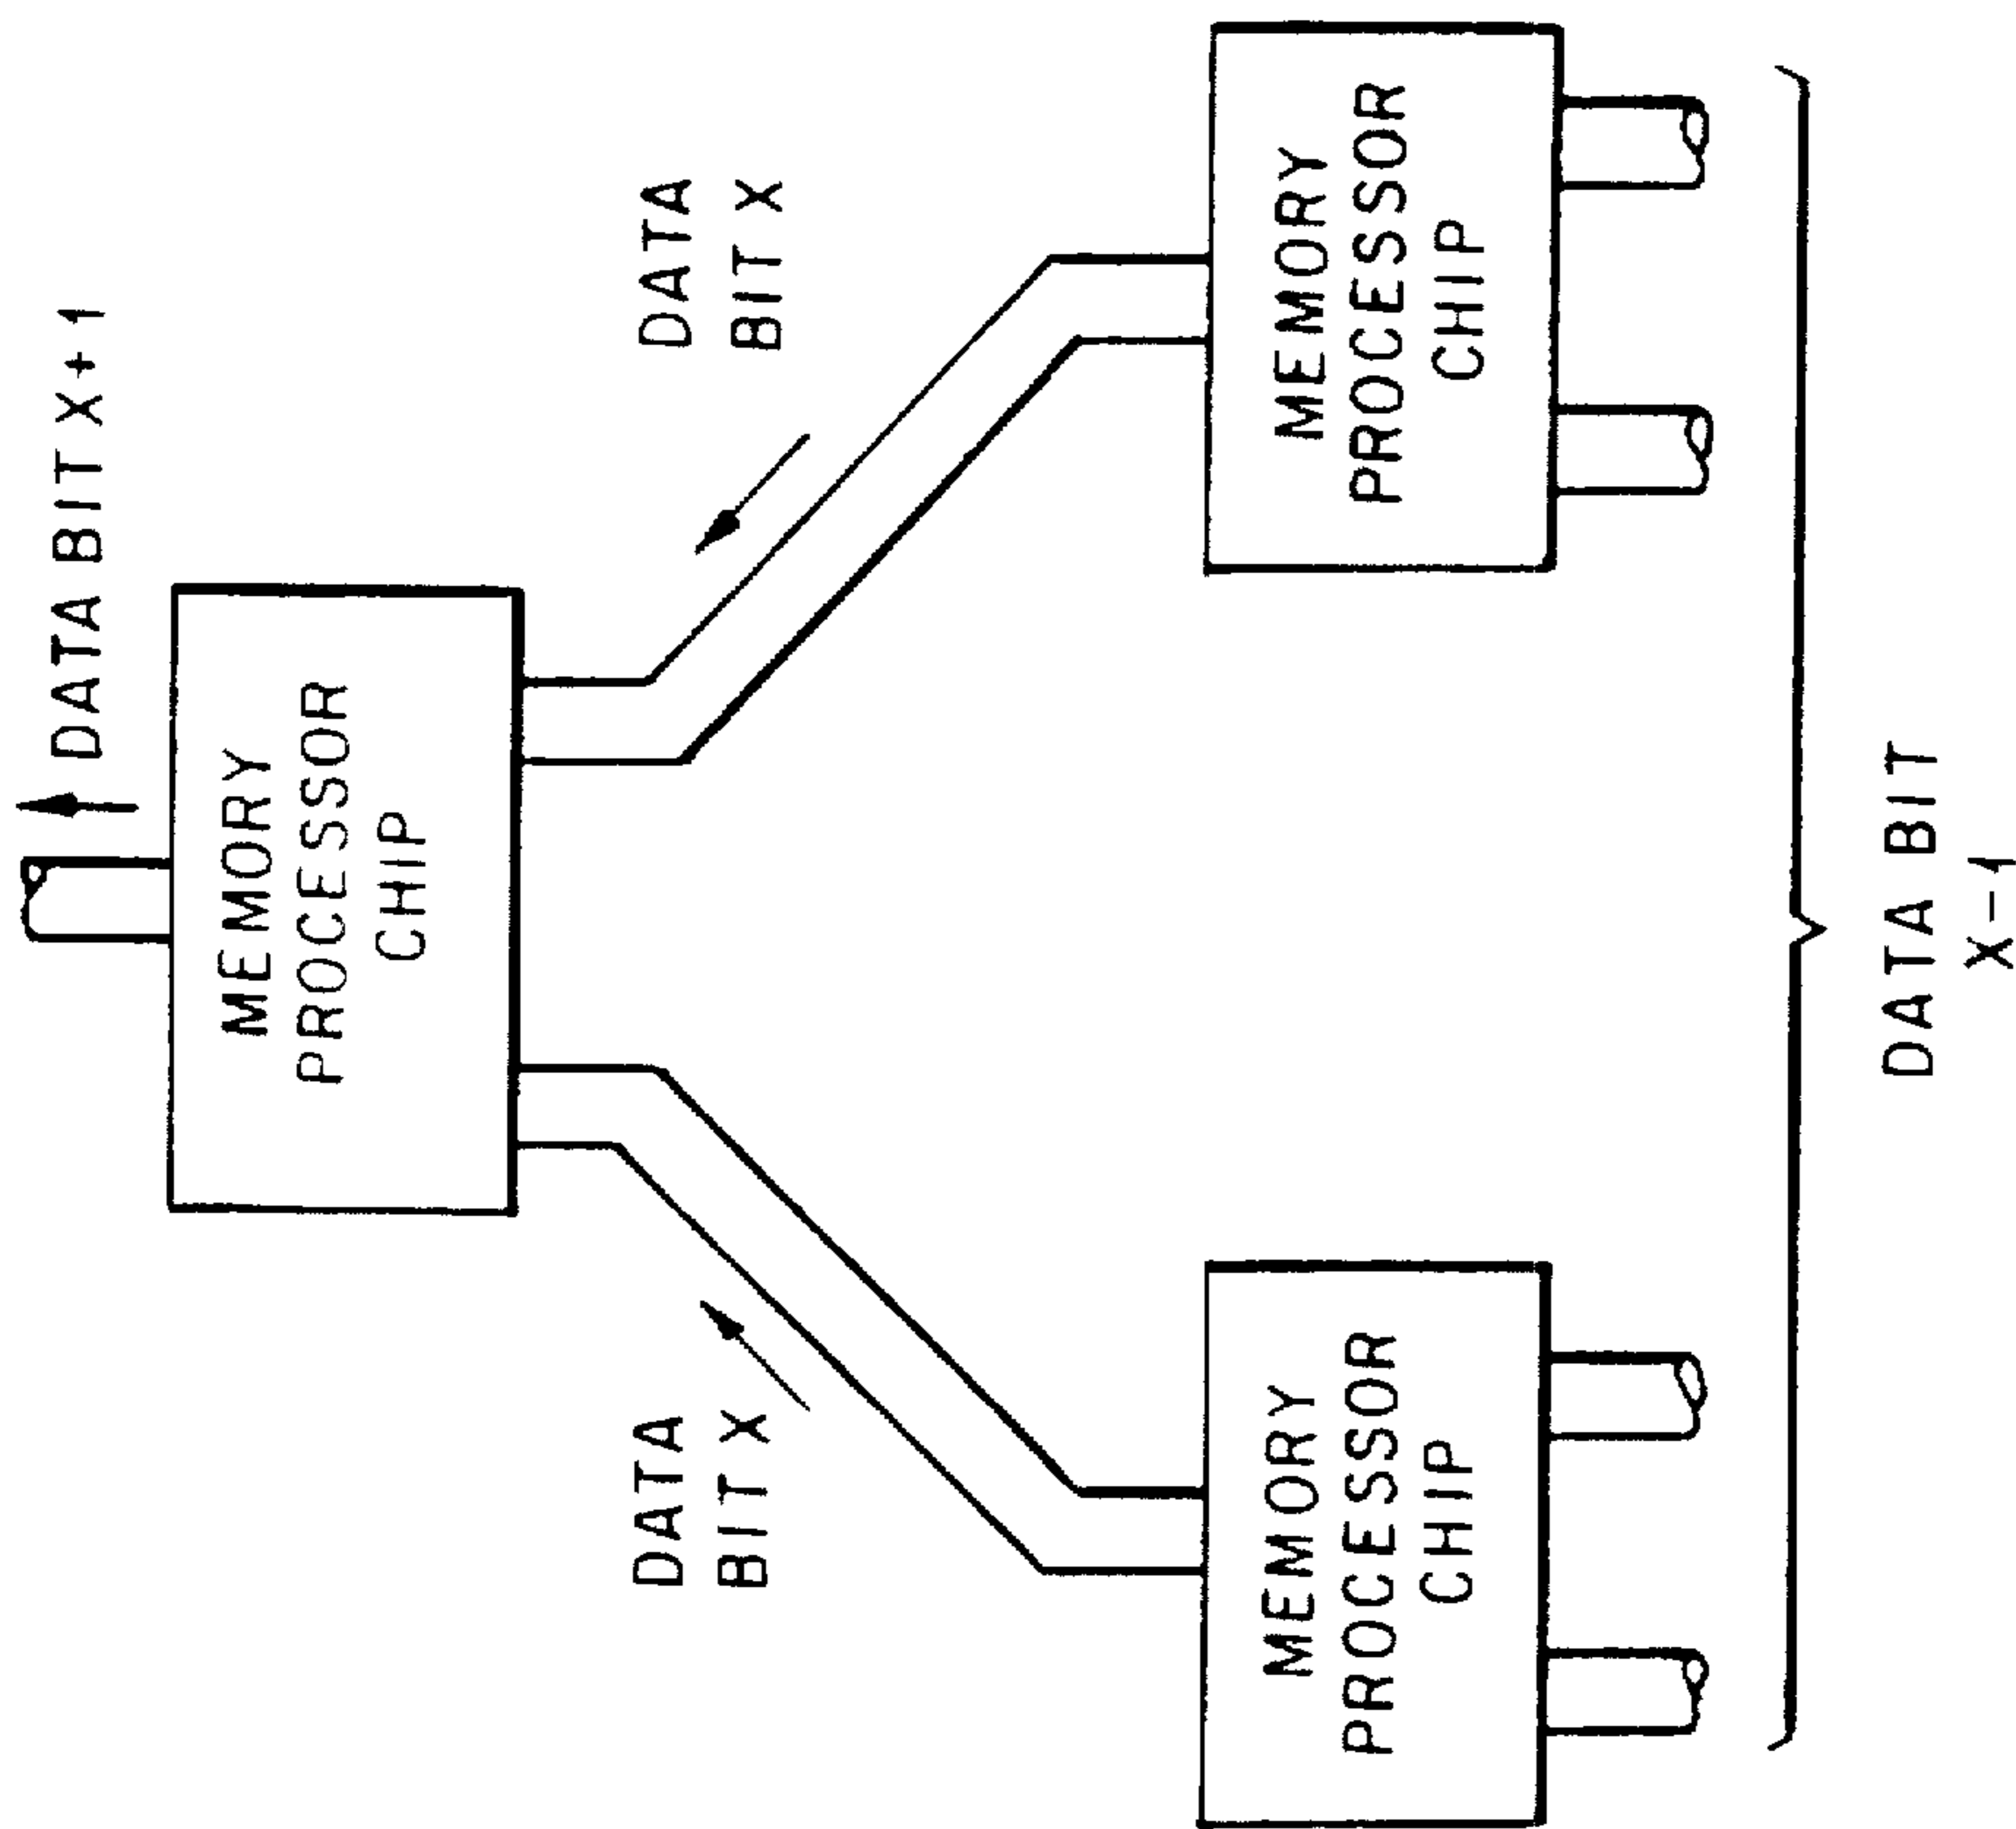 DATA BIT X+1
MEMORY
PROCESSOR
CHIP
DATA
BIT X
DATA
BIT X
MEMORY
PROCESSOR
CHIP
MEMORY
PROCESSOR
CHIP
DATA BIT
X-1